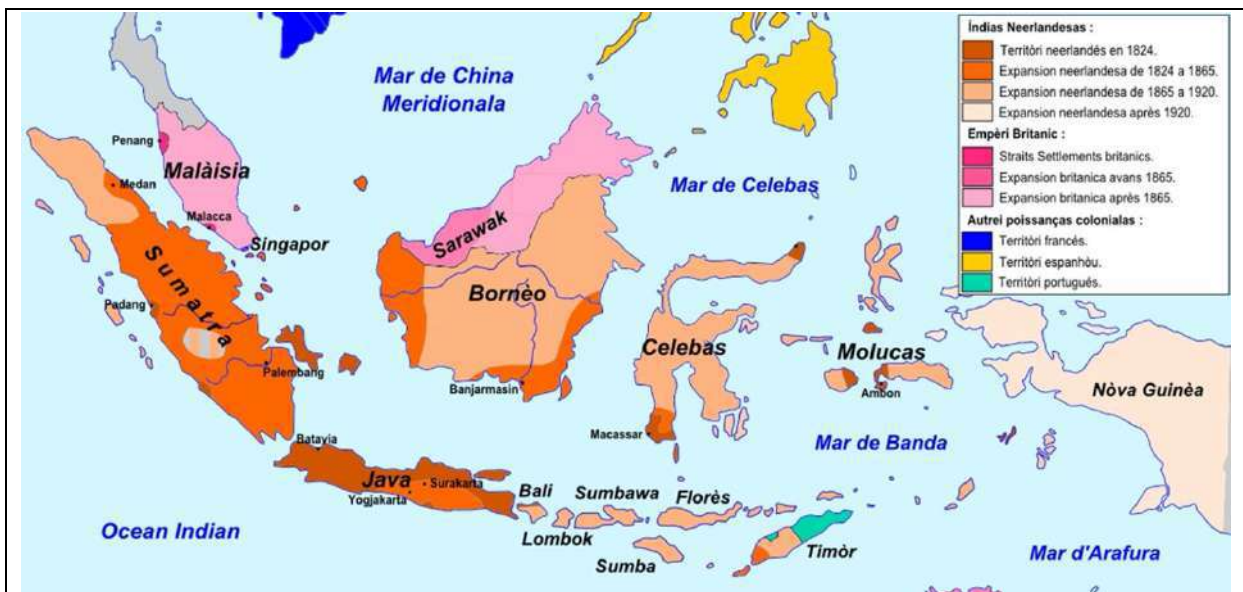 Índias Neerlandesas :
Territòri neerlandés en 1824.
Expansion neerlandesa de 1824 a 1865.
Expansion neerlandesa de 1865 a 1920.
Expansion neerlandesa après 1920.
Empèri Britanic :
Straits Settlements britanics.
Expansion britanica avans 1865.
Expansion britanica après 1865.
Autrei poissanças colonialas :
Territòri francés.
Territòri espanhòu.
Territòri portugués.
Mar de China
Meridionala
Penang
Malàisia
Medan
Malacca
Singapor
Mar de Celebas
Sarawak
Sumatra
Bornèo
Padang
Celebas
Molucas
Palembang
Banjarmasin
Ambon
Nòva Guinèa
Macassar
Batavia
Mar de Banda
Java
Surakarta
Yogjakarta
Bali
Sumbawa
Florès
Ocean Indian
Lombok
Sumba
Timòr
Mar d'Arafura